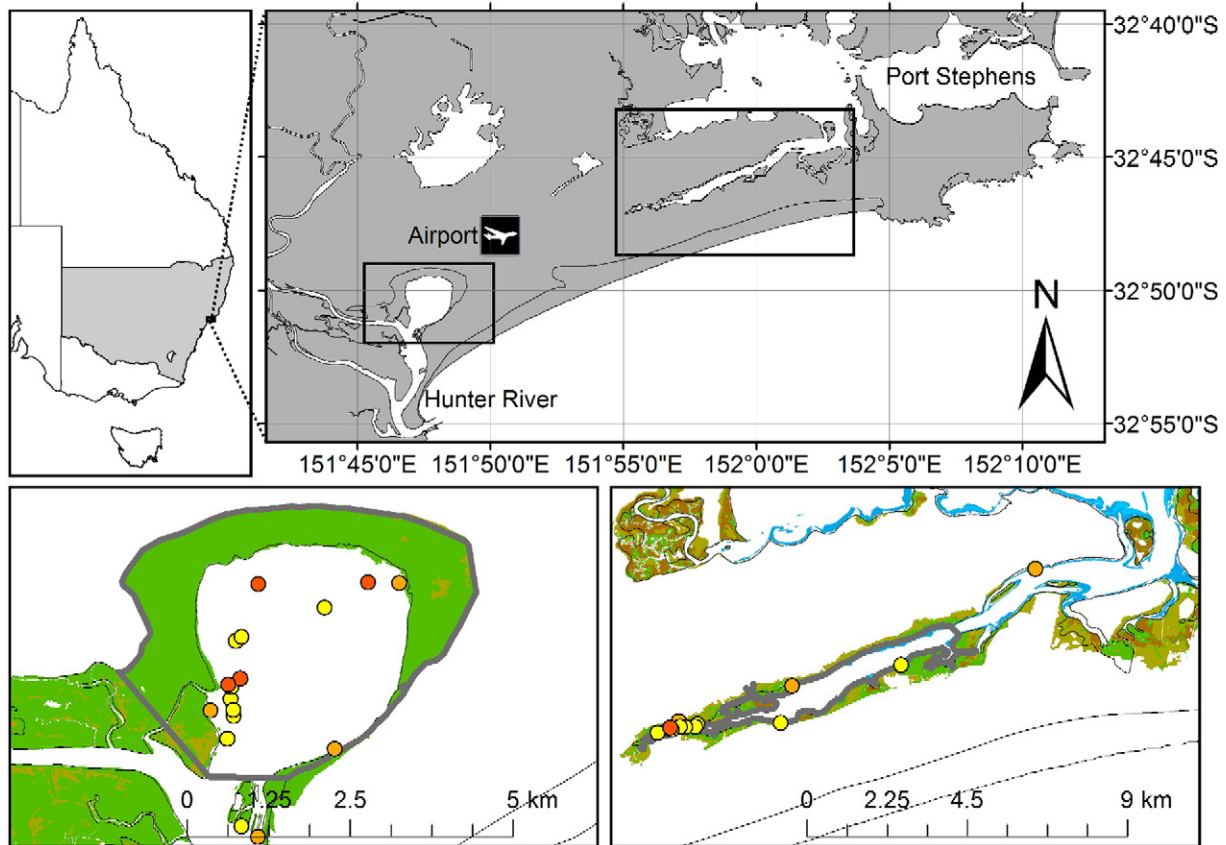 32°40'0"S
Port Stephens
32°45'0"S
Airport
32°50'0"S
N
Hunter River
32°55'0"S
151°45'0"E 151°50'0"E 151°55'0"E 152°0'0"E 152°5'0"E 152°10'0"E
0 1.25 2.5 5 km
0 2.25 4.5 9 km